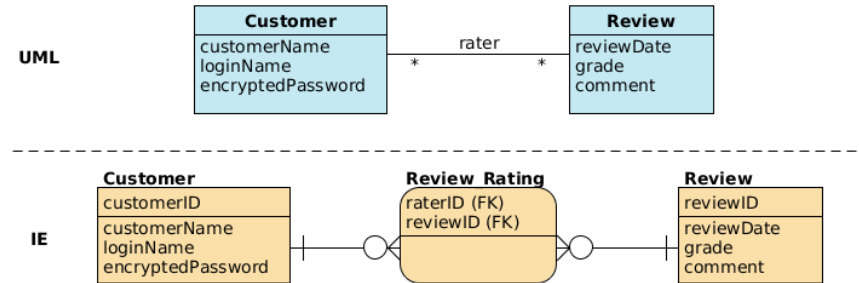 Customer
customerName
loginName
encryptedPassword
rater
*
*
Review
reviewDate
grade
comment
UML
Customer
customerID
customerName
loginName
encryptedPassword
Review Rating
raterID (FK)
reviewID (FK)
Review
reviewID
reviewDate
grade
comment
IE